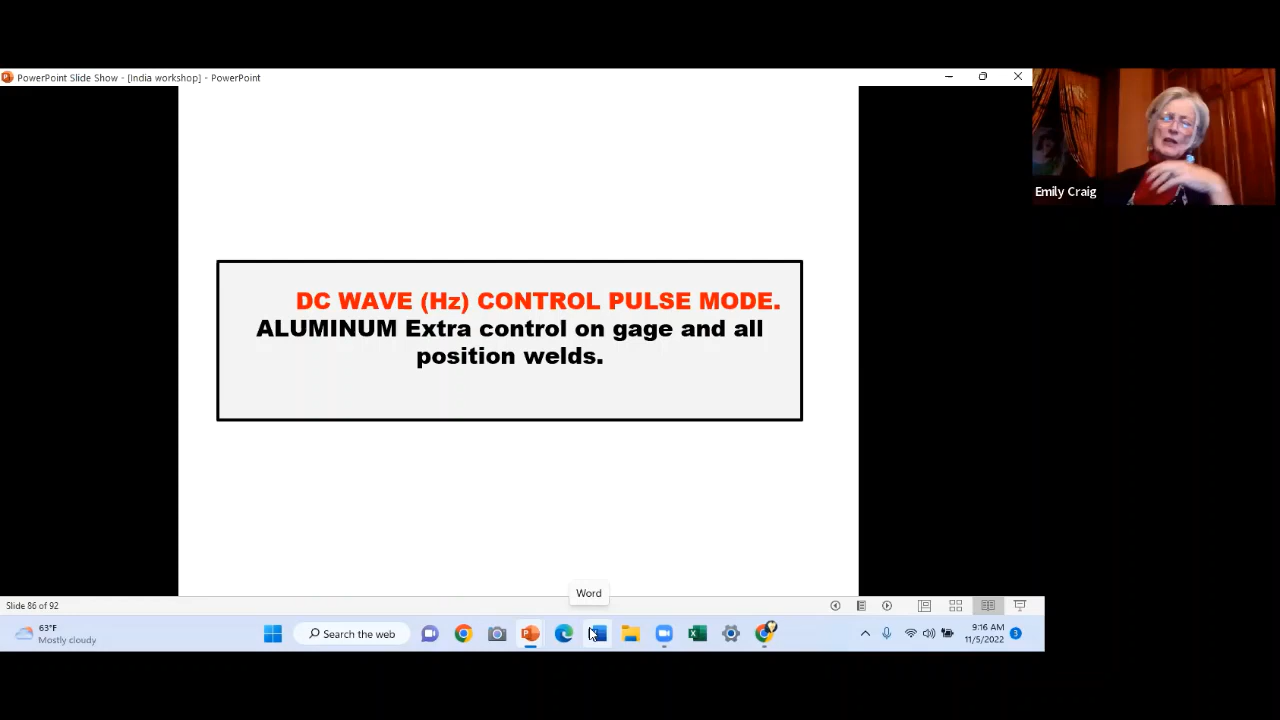 PowerPoint Slide Show - [India workshop] - PowerPoint
Emily Craig
DC WAVE (Hz) CONTROL PULSE MODE.
ALUMINUM Extra control on gage and all
position welds.
Word
Slide 86 of 92
63°F
Mostly cloudy
Search the web
9:16 AM
11/5/2022
3